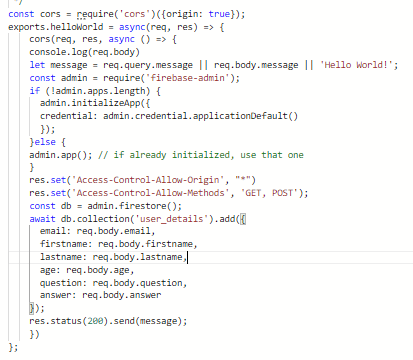 */
const cors = require('cors')({origin: true});
exports.helloWorld = async(req, res) => {
cors(req, res, async () => {
console.log(req.body)
let message = req.query.message || req.body.message || 'Hello World!';
const admin = require('firebase-admin');
if (!admin.apps.length) {
admin.initializeApp({
credential: admin.credential.applicationDefault()
});
}else {
admin.app(); // if already initialized, use that one
}
res.set('Access-Control-Allow-Origin', "*")
res.set('Access-Control-Allow-Methods', 'GET, POST');
const db = admin.firestore();
await db.collection('user_details').add({
email: req.body.email,
firstname: req.body.firstname,
lastname: req.body.lastname,
age: req.body.age,
question: req.body.question,
answer: req.body.answer
});
res.status(200).send(message);
})
};